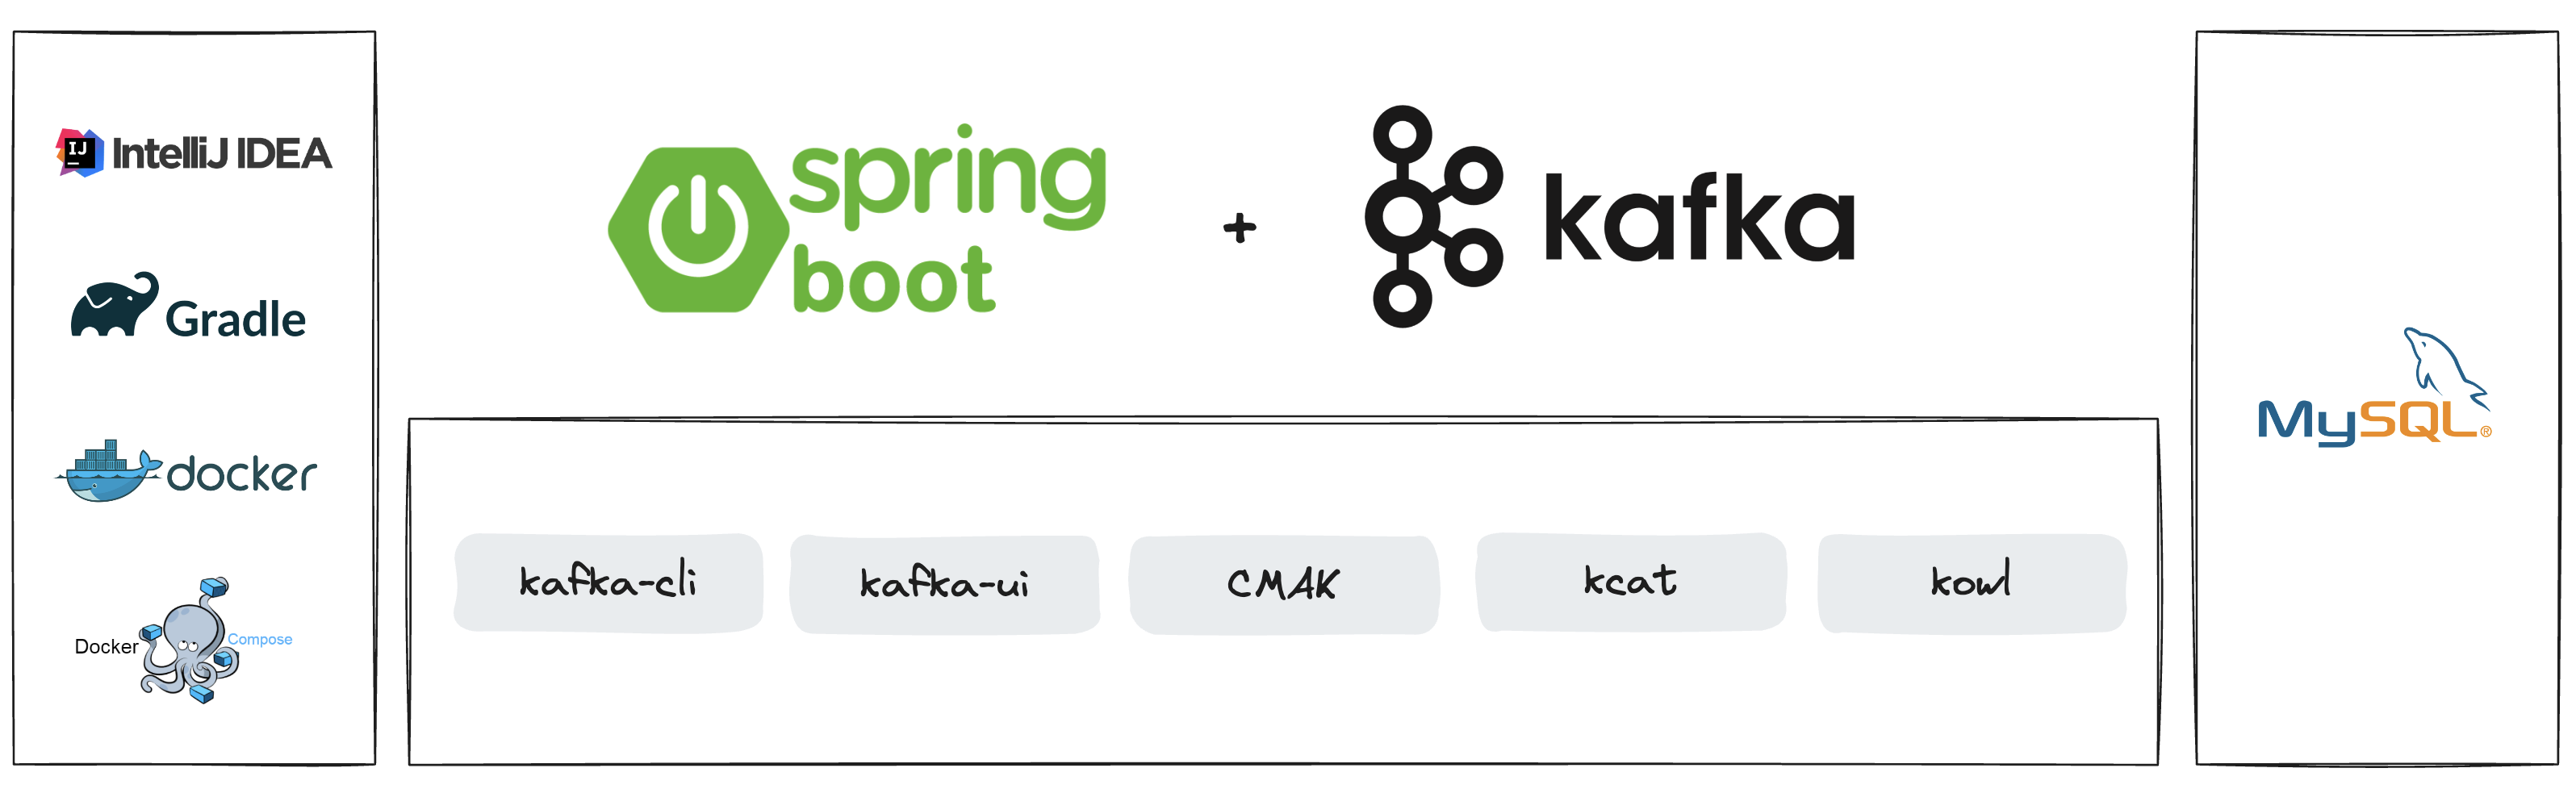 IJ IntelliJ IDEA
Gradle
docker
Docker Compose
spring
boot
+
kafka
kafka-cli
kafka-ui
CMAK
kcat
kowl
MySQL®